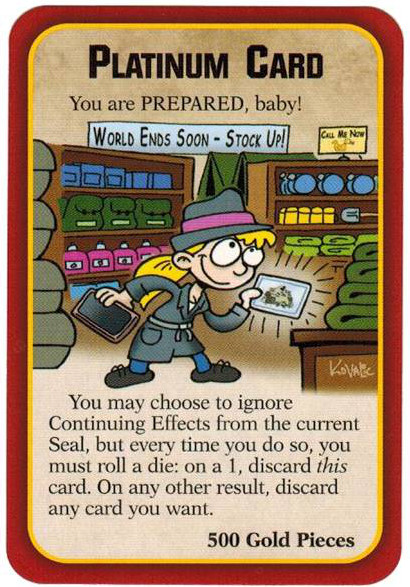 PLATINUM CARD
You are PREPARED, baby!
WORLD ENDS SOON - STOCK UP!
CALL ME NOW
KOVALIC
You may choose to ignore
Continuing Effects from the current
Seal, but every time you do so, you
must roll a die: on a 1, discard this
card. On any other result, discard
any card you want.
500 Gold Pieces